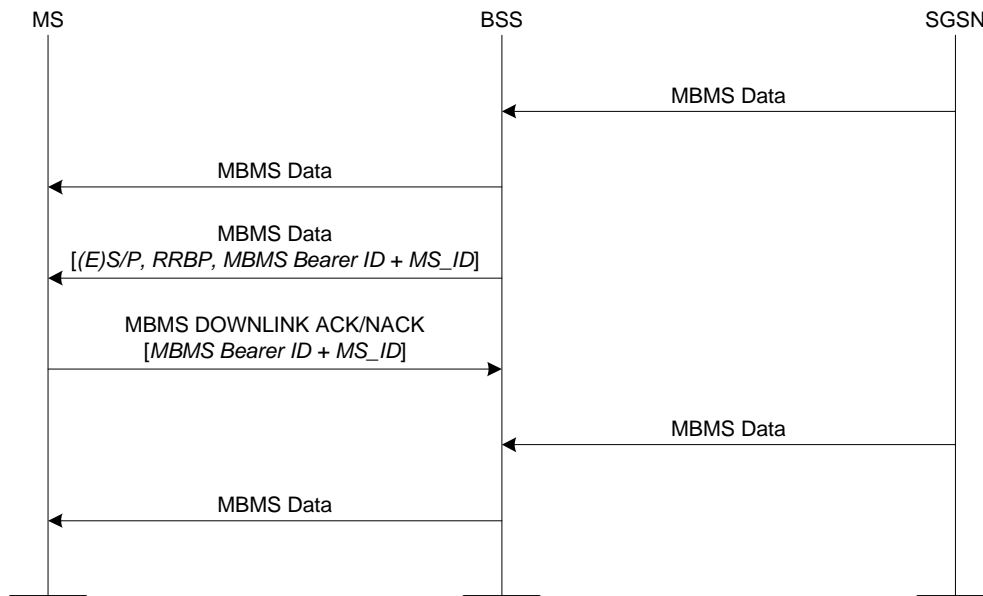 MS
BSS
SGSN
MBMS Data
MBMS Data
MBMS Data
[(E)S/P, RRBP, MBMS Bearer ID + MS_ID]
MBMS DOWNLINK ACK/NACK
[MBMS Bearer ID + MS_ID]
MBMS Data
MBMS Data